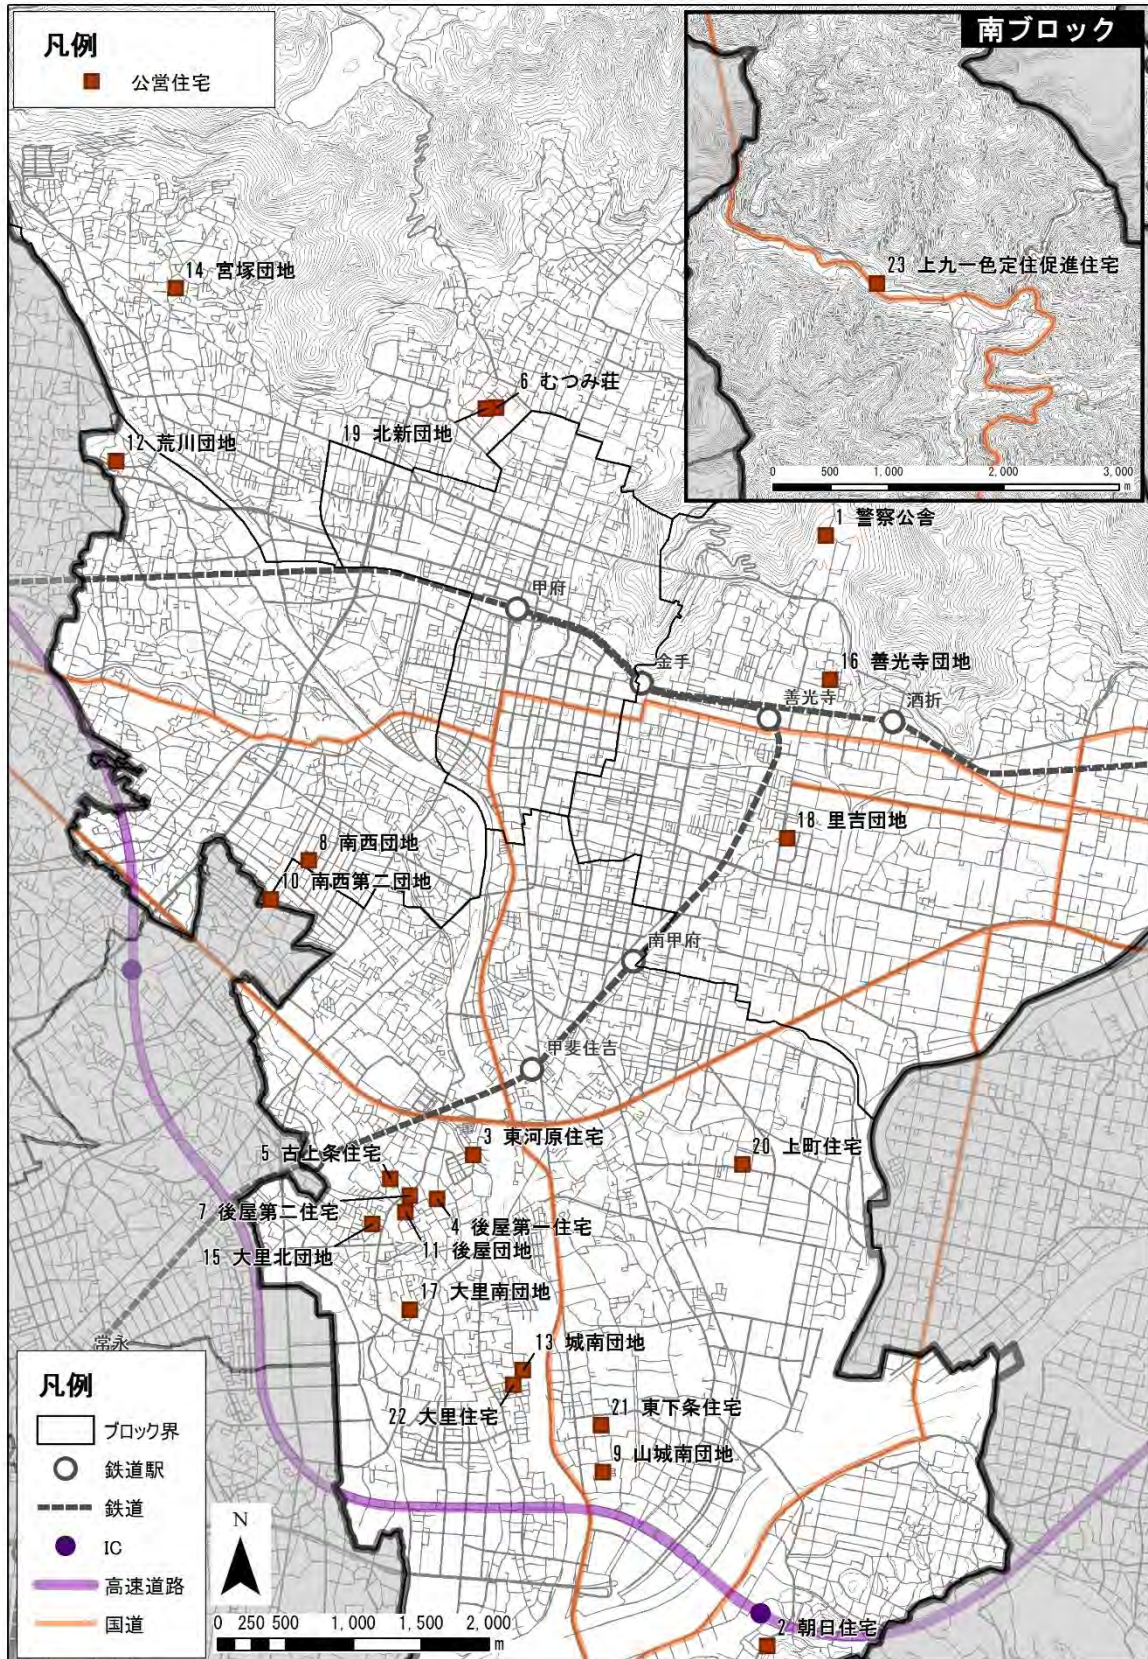 凡例
公営住宅
南ブロック
23 上九一色定住促進住宅
0 500 1,000 2,000 3,000
m
14 宮塚団地
6 むつみ荘
19 北新団地
12 荒川団地
1 警察公舎
甲府
金手
16 善光寺団地
善光寺
酒折
18 里吉団地
8 南西団地
10 南西第二団地
南甲府
甲斐住吉
3 東河原住宅
5 古上条住宅
20 上町住宅
7 後屋第二住宅
4 後屋第一住宅
15 大里北団地
11 後屋団地
17 大里南団地
常永
13 城南団地
22 大里住宅
21 東下条住宅
9 山城南団地
2 朝日住宅
凡例
ブロック界
鉄道駅
鉄道
IC
高速道路
国道
N
0 250 500 1,000 1,500 2,000
m